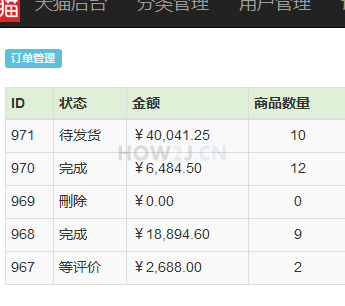 猫 天猫后台 分类管理 用户管理
订单管理
ID 状态 金额 商品数量
971 待发货 ￥40,041.25 10
970 完成 ￥6,484.50 12
HOW2J.CN
969 刪除 ￥0.00 0
968 完成 ￥18,894.60 9
967 等评价 ￥2,688.00 2